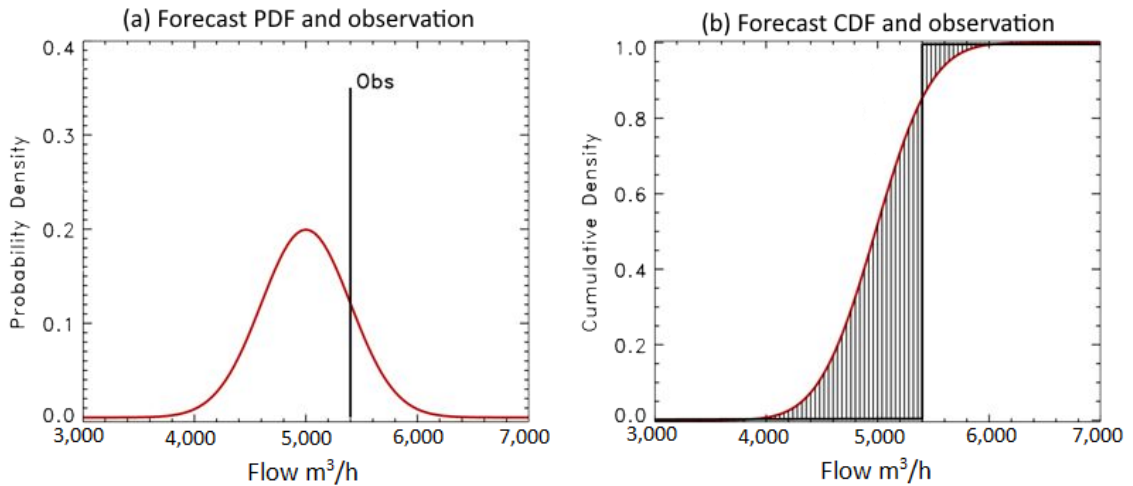 (a) Forecast PDF and observation
0.4
0.3
0.2
0.1
0.0
Probability Density
Obs
3,000 4,000 5,000 6,000 7,000
Flow m³/h
(b) Forecast CDF and observation
1.0
0.8
0.6
0.4
0.2
0.0
Cumulative Density
3,000 4,000 5,000 6,000 7,000
Flow m³/h